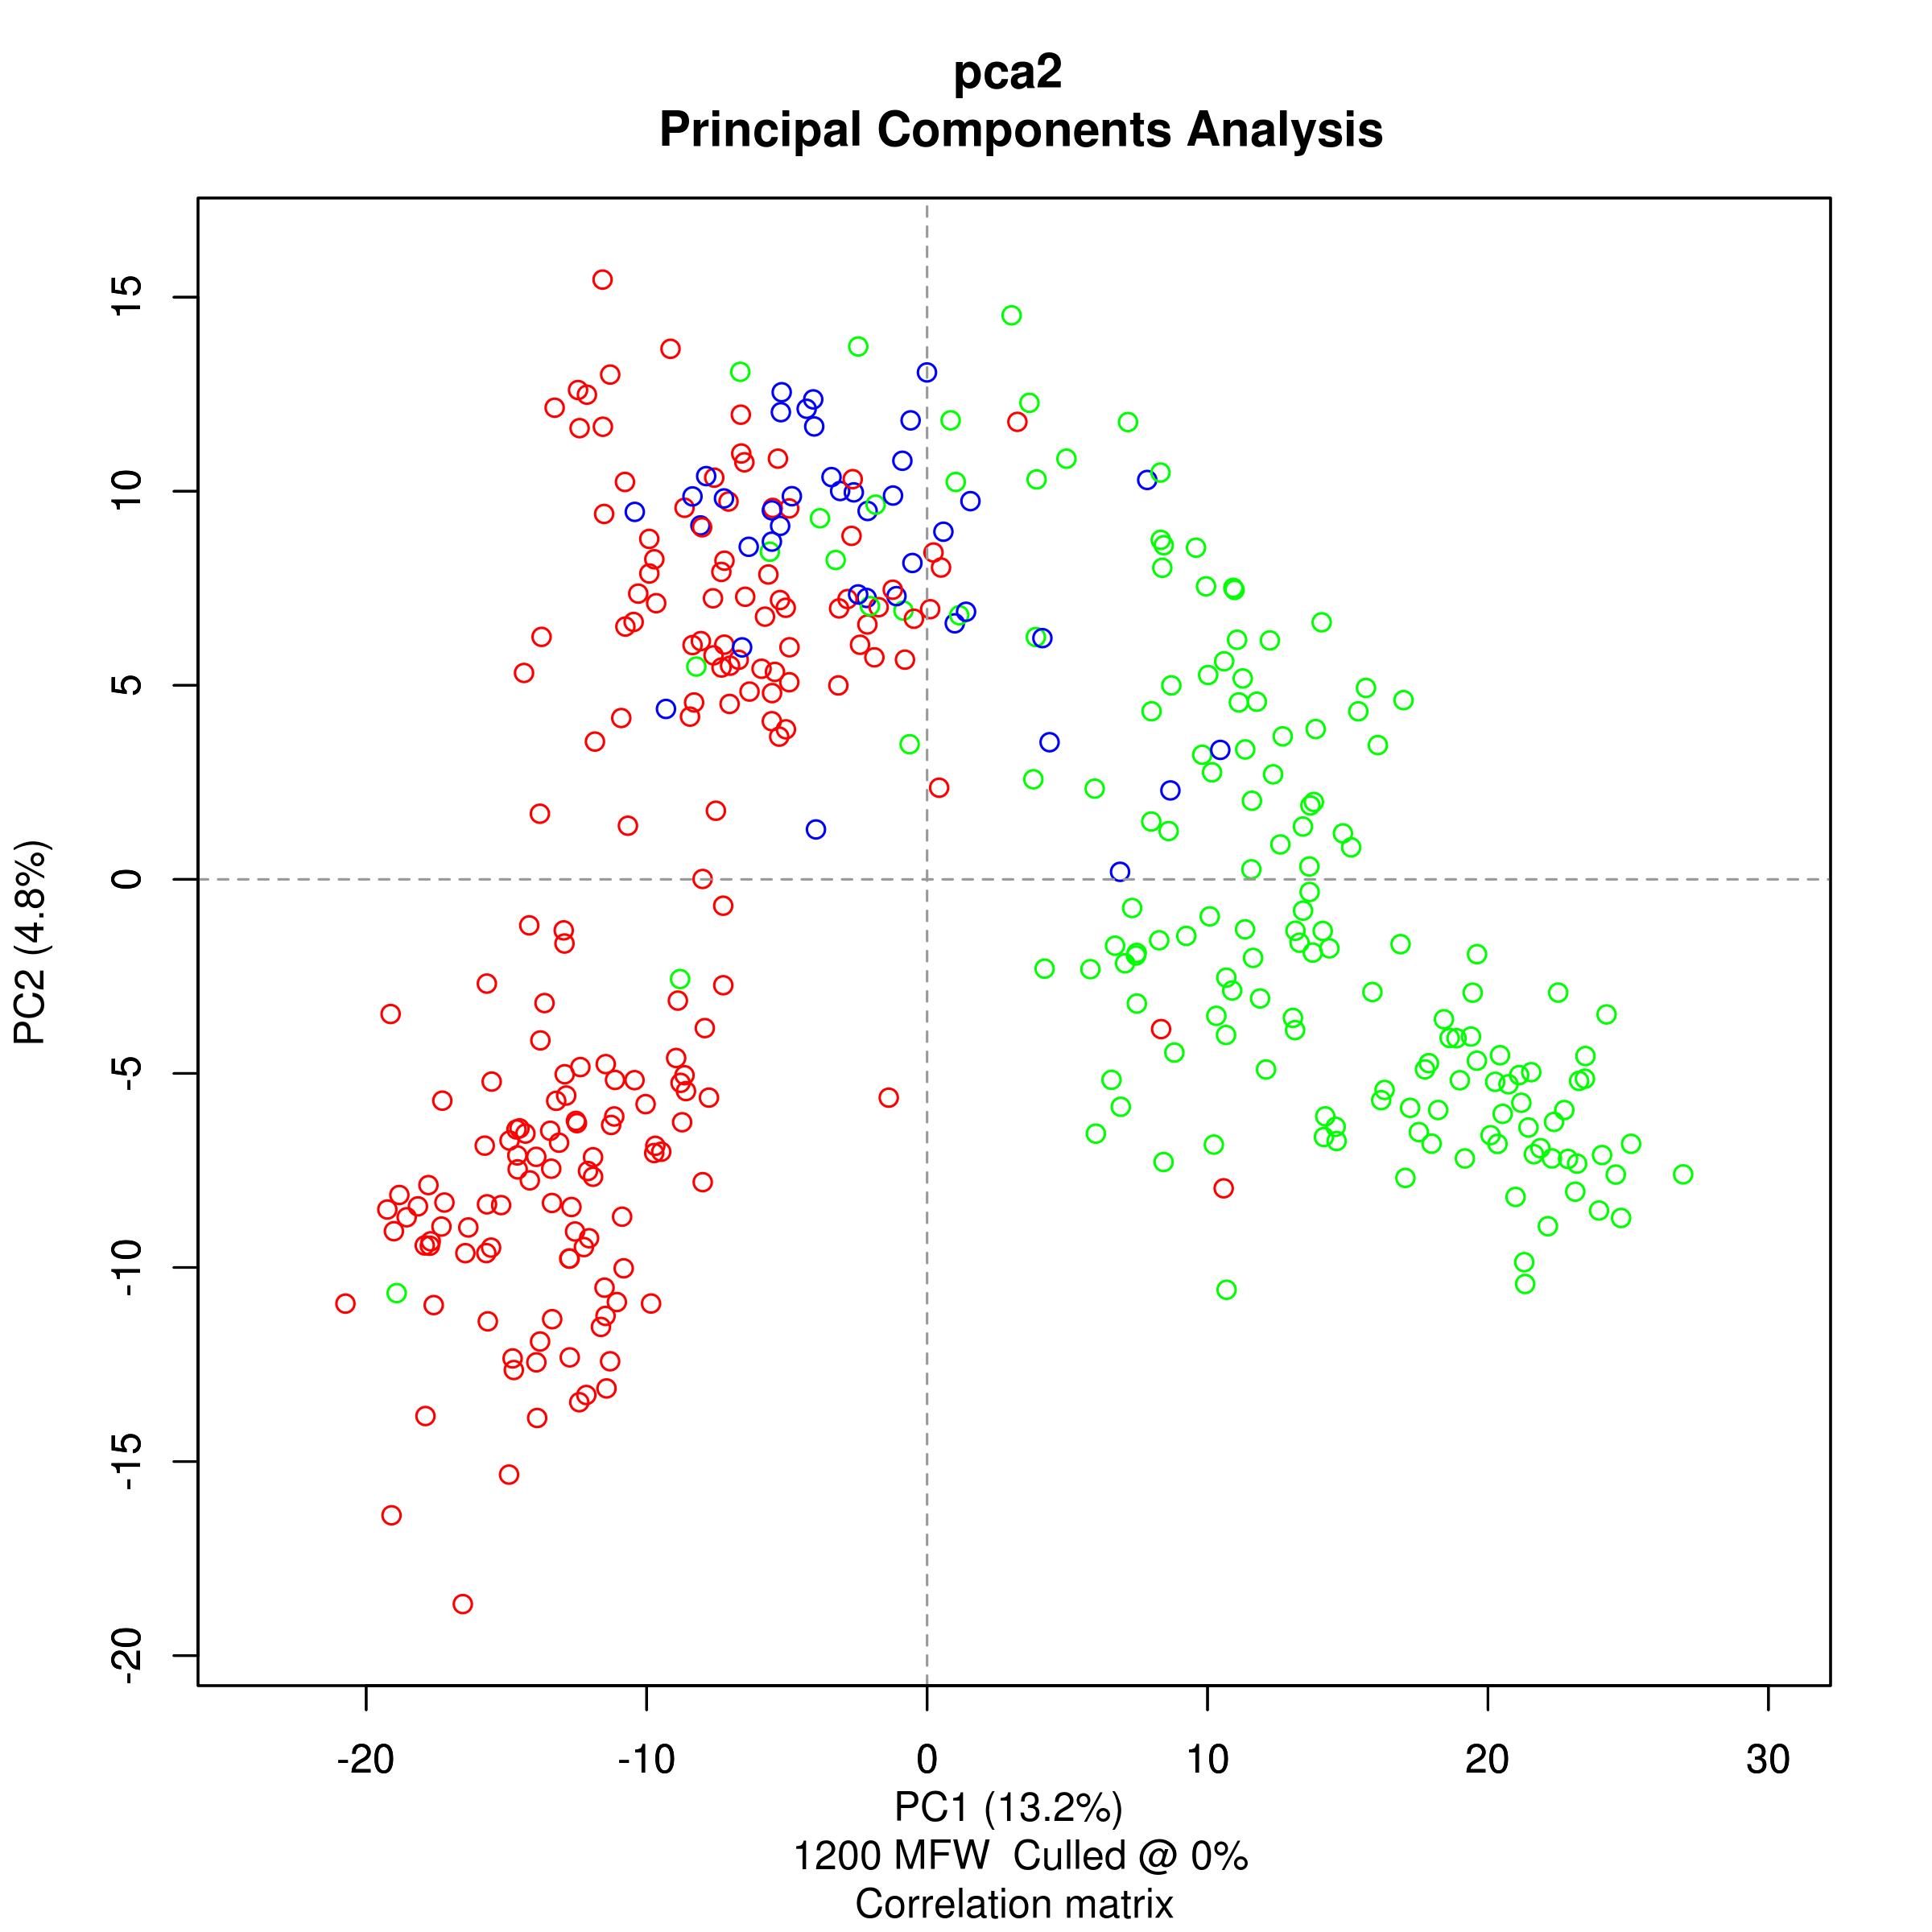 pca2
Principal Components Analysis
15
10
5
0
-5
-10
-15
-20
PC2 (4.8%)
-20 -10 0 10 20 30
PC1 (13.2%)
1200 MFW Culled @ 0%
Correlation matrix